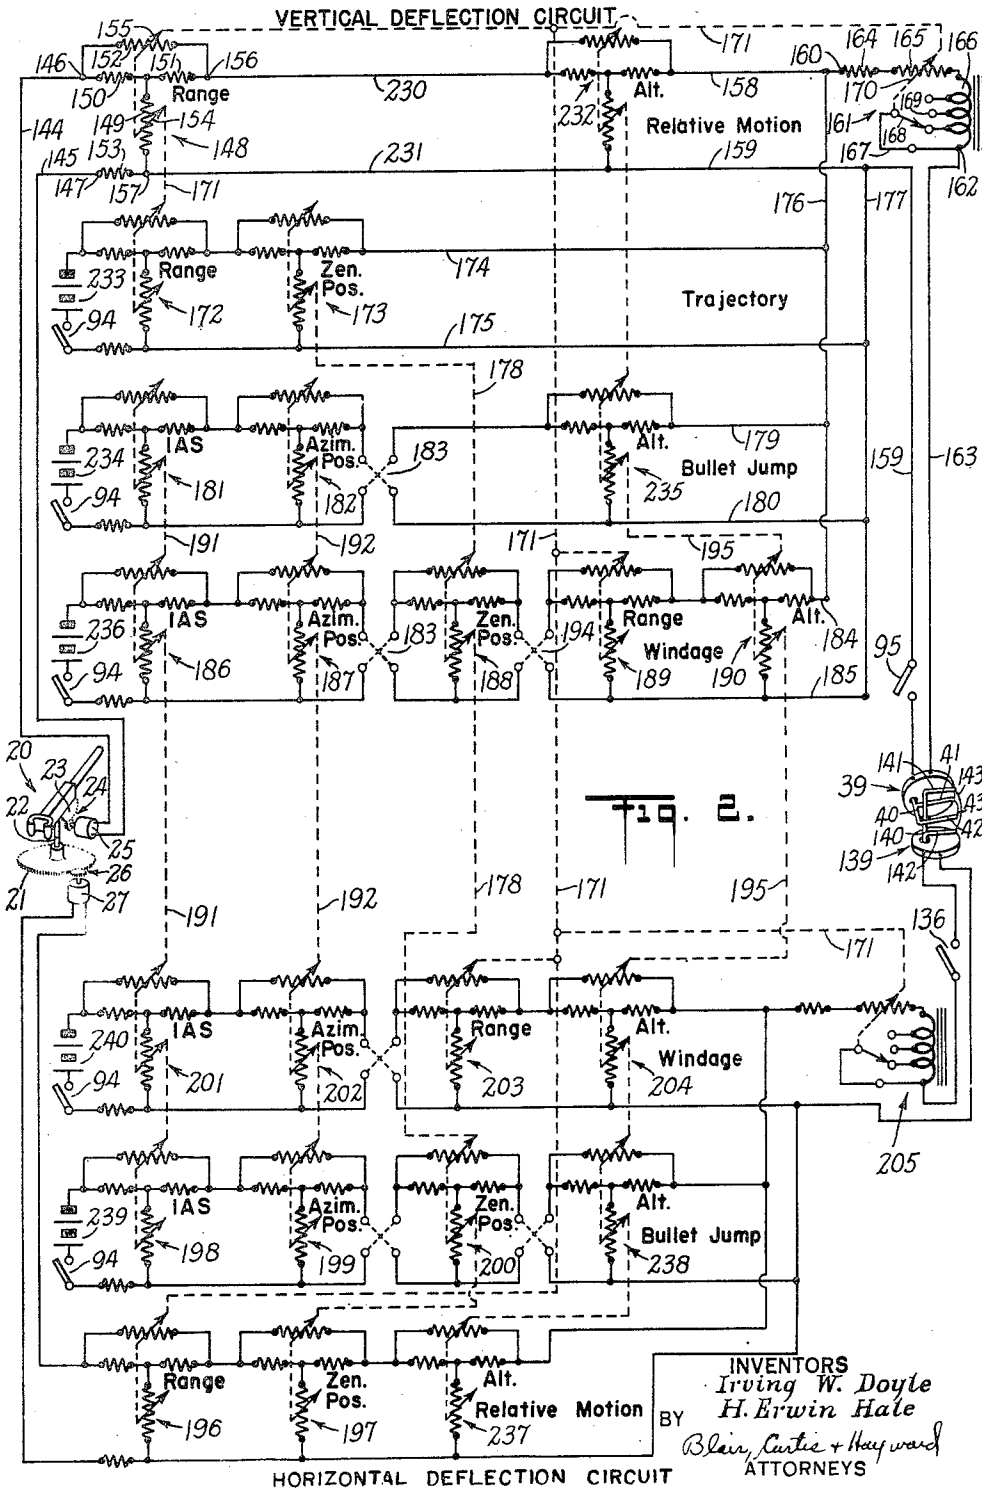 VERTICAL DEFLECTION CIRCUIT
155 171
146 152 151 156 160 164 165 166
150 Range 230 232 Alt. 158 170
144 149 154 161 169
148 Relative Motion 168
145 153 231 159 167
147 157 171 176 177 162
Range Zen. Pos. 174
233 172 173 Trajectory
94 175
178
IAS Azim. Pos. 183 Alt. 179
234 181 182 235 Bullet Jump 159 163
94 180
191 192 171 195
IAS Azim. Pos. 183 Zen. Pos. 194 Range Alt. 184
236 186 187 188 189 Windage 190 185 95
94
20 23 24 141 41 143
22 39 40 43
25 Fig. 2. 140 42
21 26 139 142
27 191 192 178 171 195 136
171
IAS Azim. Pos. Range Alt.
240 201 202 203 204 Windage
94 205
IAS Azim. Pos. Zen. Pos. Alt.
239 198 199 200 238 Bullet Jump
94
Range Zen. Pos. Alt.
196 197 237 Relative Motion
INVENTORS
Irving W. Doyle
BY H. Erwin Hale
Blair, Curtis + Hayward
ATTORNEYS
HORIZONTAL DEFLECTION CIRCUIT